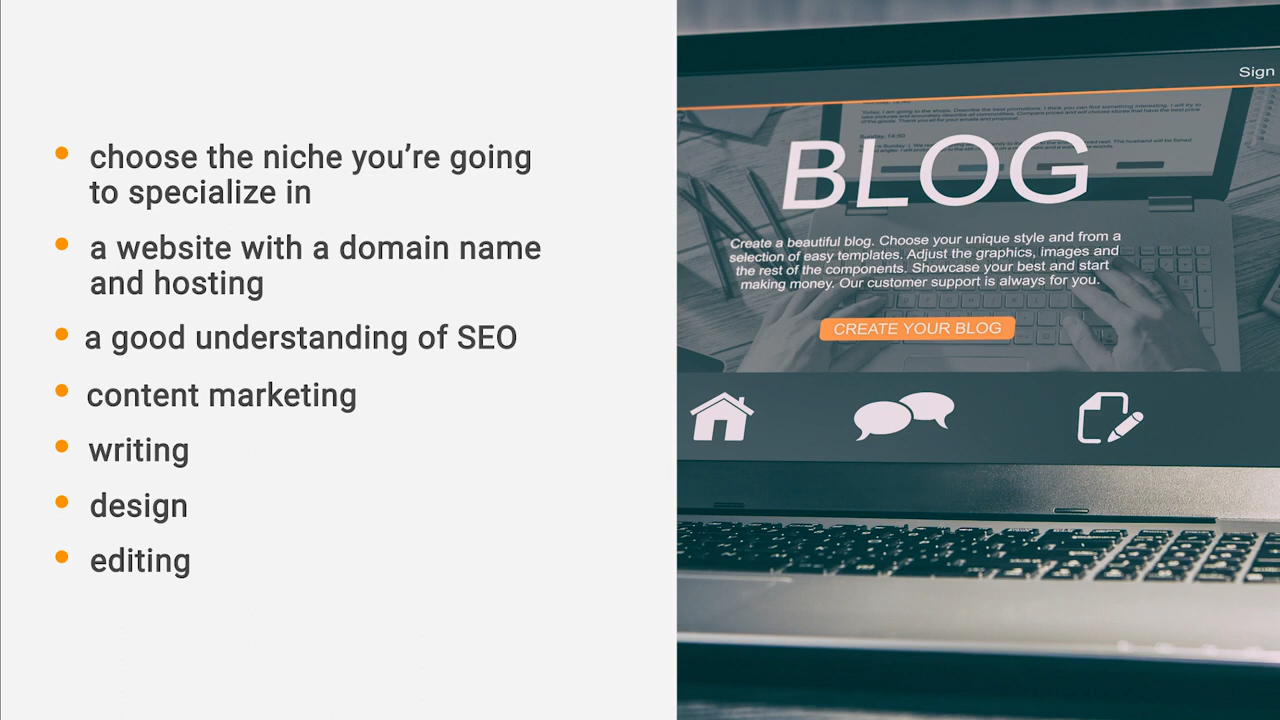 choose the niche you’re going
to specialize in
a website with a domain name
and hosting
a good understanding of SEO
content marketing
writing
design
editing
Sign
BLOG
Create a beautiful blog. Choose your unique style and from a
selection of easy templates. Adjust the graphics, images and
the rest of the components. Showcase your best and start
making money. Our customer support is always for you.
CREATE YOUR BLOG